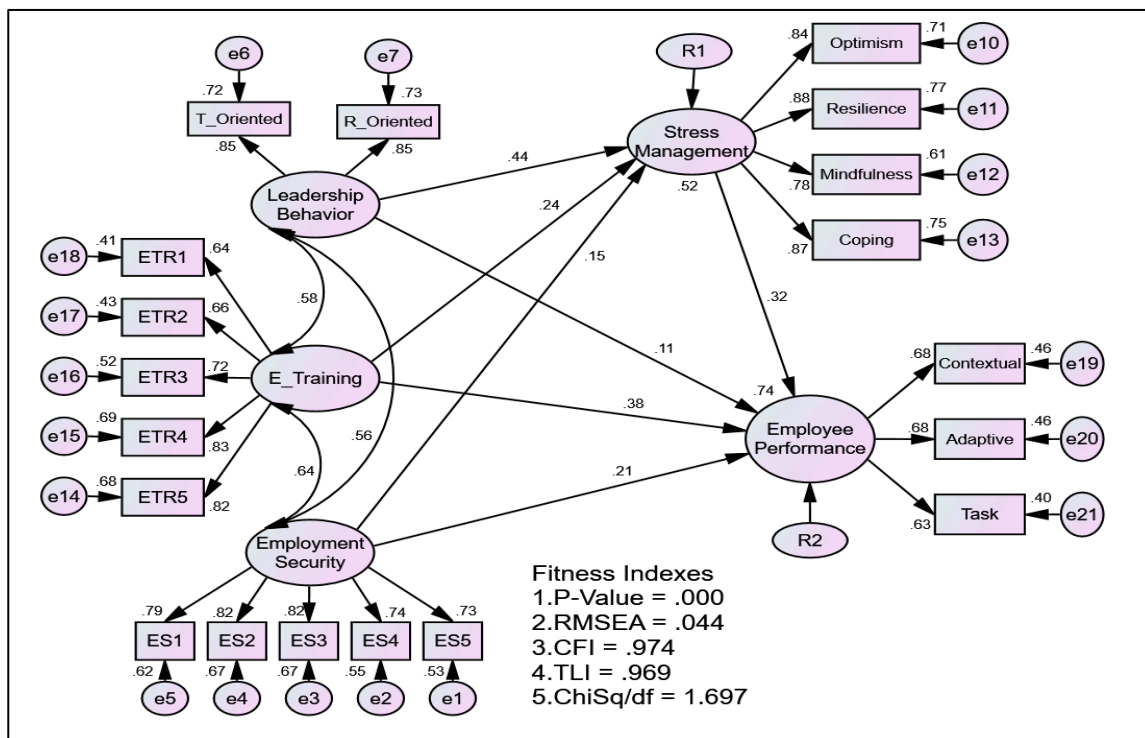 e6
e7
.72
.73
T_Oriented
R_Oriented
.85
.85
Leadership
Behavior
R1
Stress
Management
.52
.84
Optimism
.71
e10
.88
Resilience
.77
e11
.78
Mindfulness
.61
e12
.87
Coping
.75
e13
.44
.24
.15
.32
.11
.38
.21
.58
.56
.64
e18
.41
ETR1
.64
e17
.43
ETR2
.66
e16
.52
ETR3
.72
e15
.69
ETR4
.83
e14
.68
ETR5
.82
E_Training
.74
Employee
Performance
R2
.68
Contextual
.46
e19
.68
Adaptive
.46
e20
.63
Task
.40
e21
Employment
Security
.79
.82
.82
.74
.73
ES1
ES2
ES3
ES4
ES5
.62
.67
.67
.55
.53
e5
e4
e3
e2
e1
Fitness Indexes
1.P-Value = .000
2.RMSEA = .044
3.CFI = .974
4.TLI = .969
5.ChiSq/df = 1.697